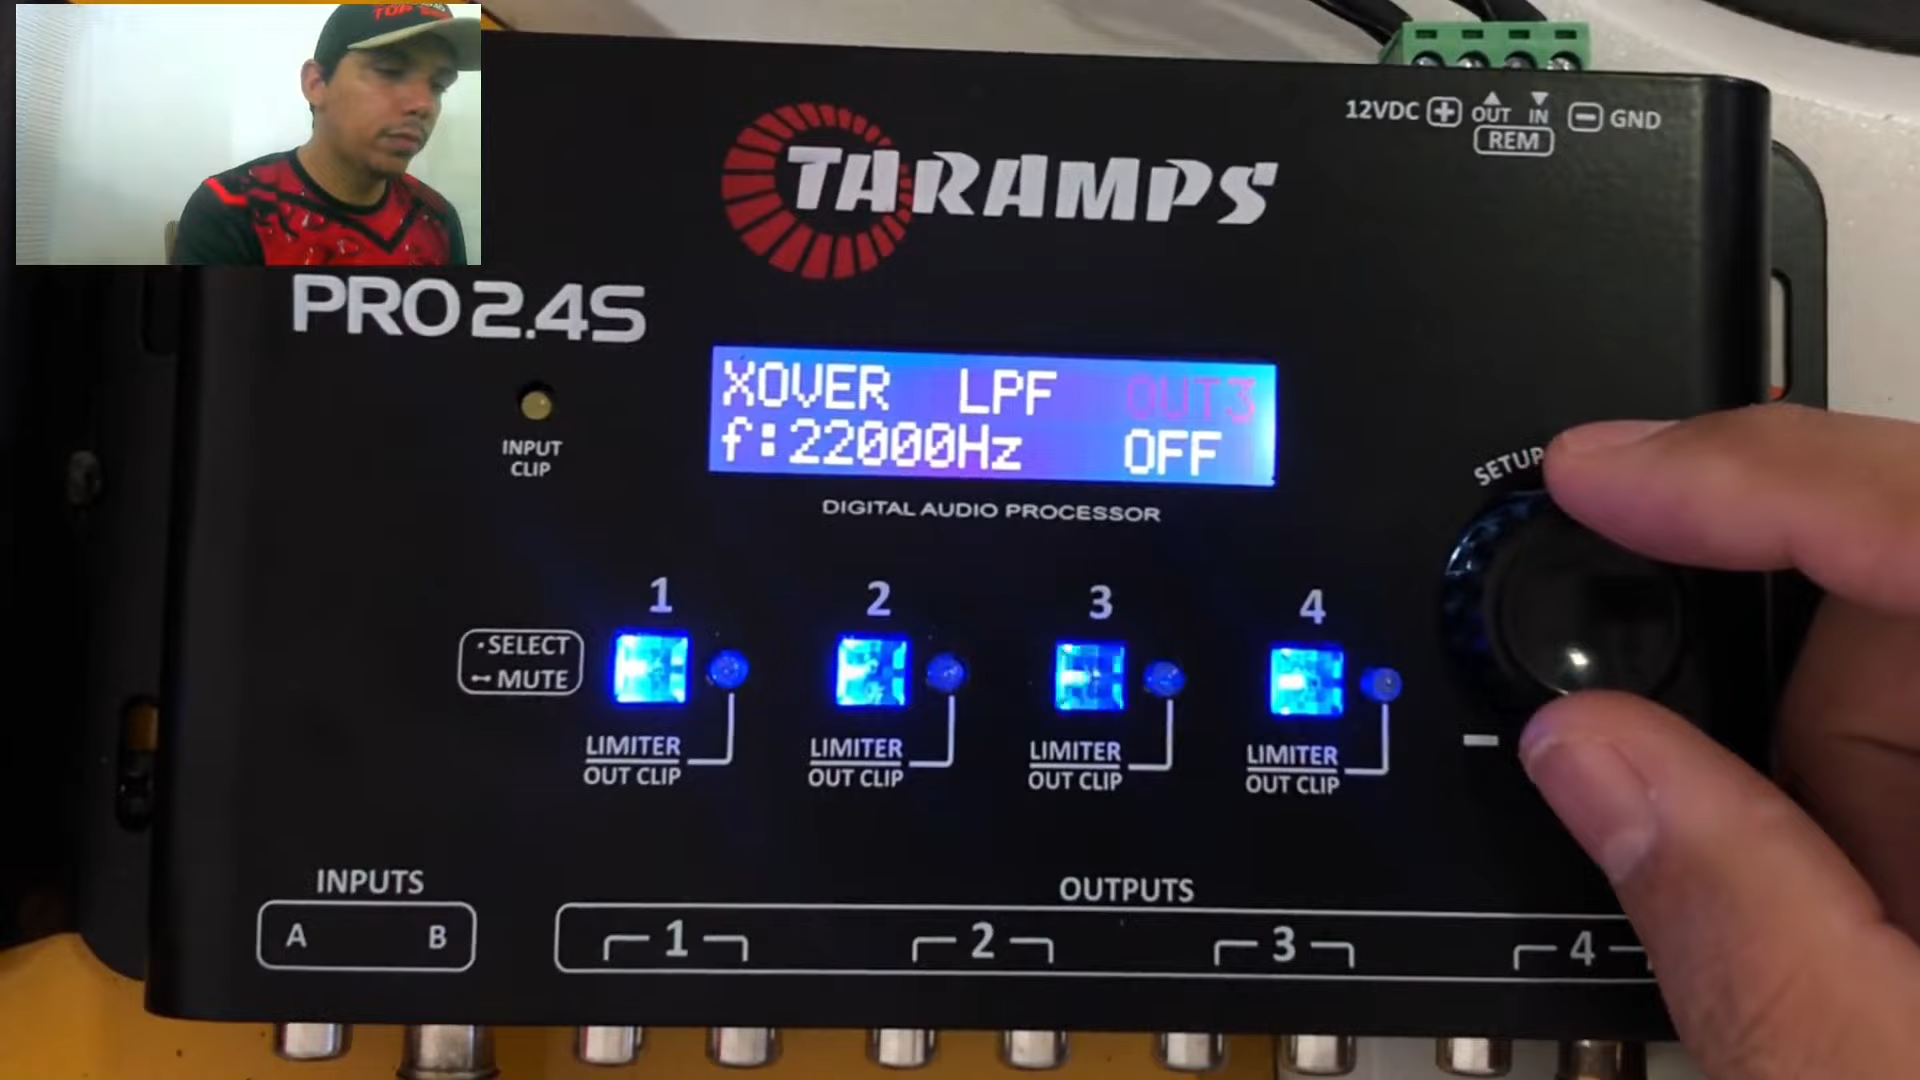 TOP
12VDC + OUT IN - GND
REM
TARAMPS
PRO 2.4S
XOVER LPF OUT3
f:22000Hz OFF
INPUT
CLIP
SETUP
DIGITAL AUDIO PROCESSOR
1 2 3 4
SELECT
MUTE
LIMITER LIMITER LIMITER LIMITER
OUT CLIP OUT CLIP OUT CLIP OUT CLIP
INPUTS
A B
OUTPUTS
1 2 3 4